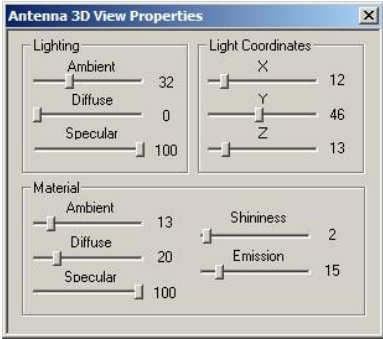 Antenna 3D View Properties
Lighting
Ambient
32
Diffuse
0
Specular
100
Light Coordinates
X
12
Y
46
Z
13
Material
Ambient
13
Diffuse
20
Specular
100
Shininess
2
Emission
15